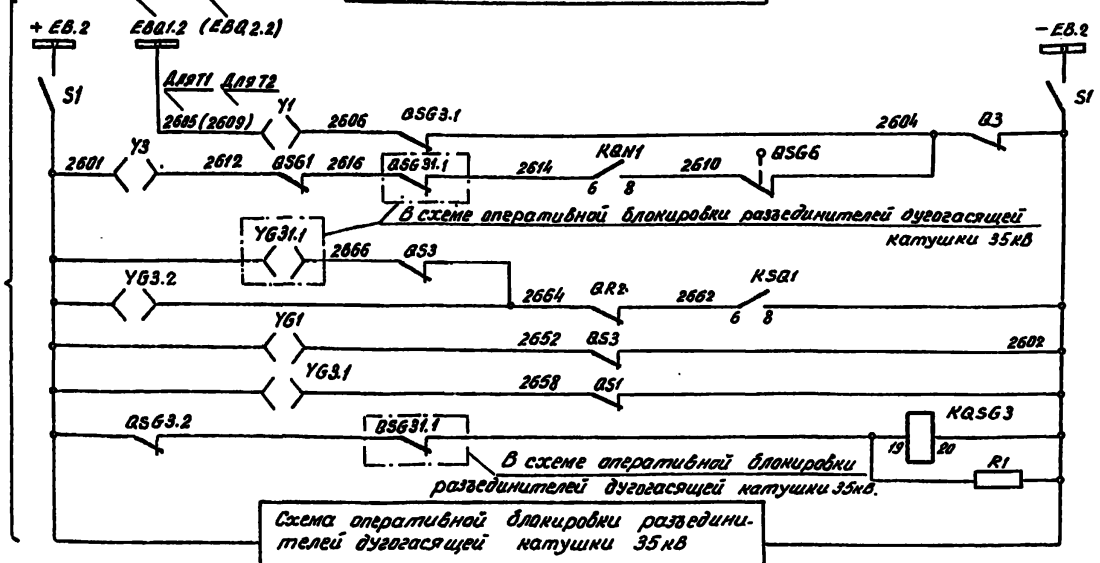 + ЕВ.2
ЕВQ1.2 (ЕВQ2.2)
− ЕВ.2
S1
Для Т1 Для Т2
S1
2605 (2609)
Y1
2606
QSG3.1
2604
Q3
2601
Y3
2612
QSG1
2616
QSG31.1
2614
KQN1
6 8
2610
QSG6
В схеме оперативной блокировки разъединителей дугогасящей
катушки 35кВ
YG31.1
2666
QS3
YG3.2
2664
QR2
2662
KSQ1
6 8
YG1
2652
QS3
2602
YG3.1
2658
QS1
QSG3.2
QSG31.1
KQSG3
19 20
R1
В схеме оперативной блокировки
разъединителей дугогасящей катушки 35кВ.
Схема оперативной блокировки разъедини-
телей дугогасящей катушки 35кВ